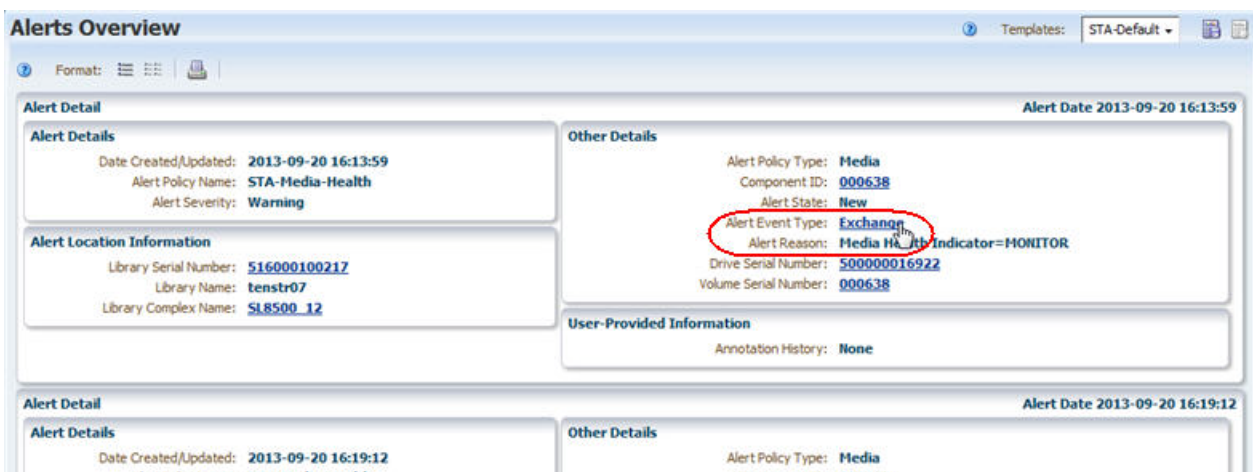 Alerts Overview
Templates: STA-Default
Format:
Alert Detail
Alert Date 2013-09-20 16:13:59
Alert Details
Date Created/Updated: 2013-09-20 16:13:59
Alert Policy Name: STA-Media-Health
Alert Severity: Warning
Alert Location Information
Library Serial Number: 516000100217
Library Name: tenstr07
Library Complex Name: SL8500_12
Other Details
Alert Policy Type: Media
Component ID: 000638
Alert State: New
Alert Event Type: Exchange
Alert Reason: Media Health Indicator=MONITOR
Drive Serial Number: 500000016922
Volume Serial Number: 000638
User-Provided Information
Annotation History: None
Alert Detail
Alert Date 2013-09-20 16:19:12
Alert Details
Date Created/Updated: 2013-09-20 16:19:12
Other Details
Alert Policy Type: Media